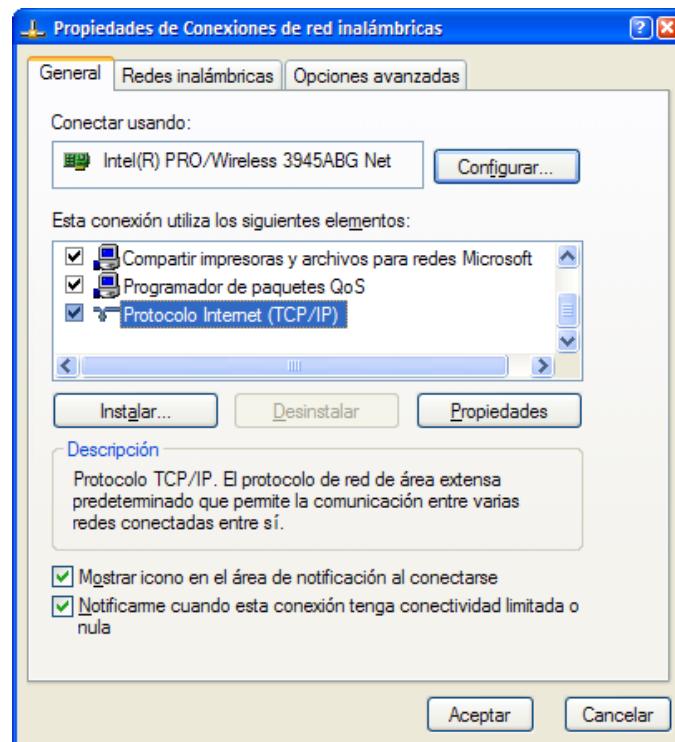 Propiedades de Conexiones de red inalámbricas
General
Redes inalámbricas
Opciones avanzadas
Conectar usando:
Intel(R) PRO/Wireless 3945ABG Net
Configurar...
Esta conexión utiliza los siguientes elementos:
Compartir impresoras y archivos para redes Microsoft
Programador de paquetes QoS
Protocolo Internet (TCP/IP)
Instalar...
Desinstalar
Propiedades
Descripción
Protocolo TCP/IP. El protocolo de red de área extensa
predeterminado que permite la comunicación entre varias
redes conectadas entre sí.
Mostrar icono en el área de notificación al conectarse
Notificarme cuando esta conexión tenga conectividad limitada o
nula
Aceptar
Cancelar